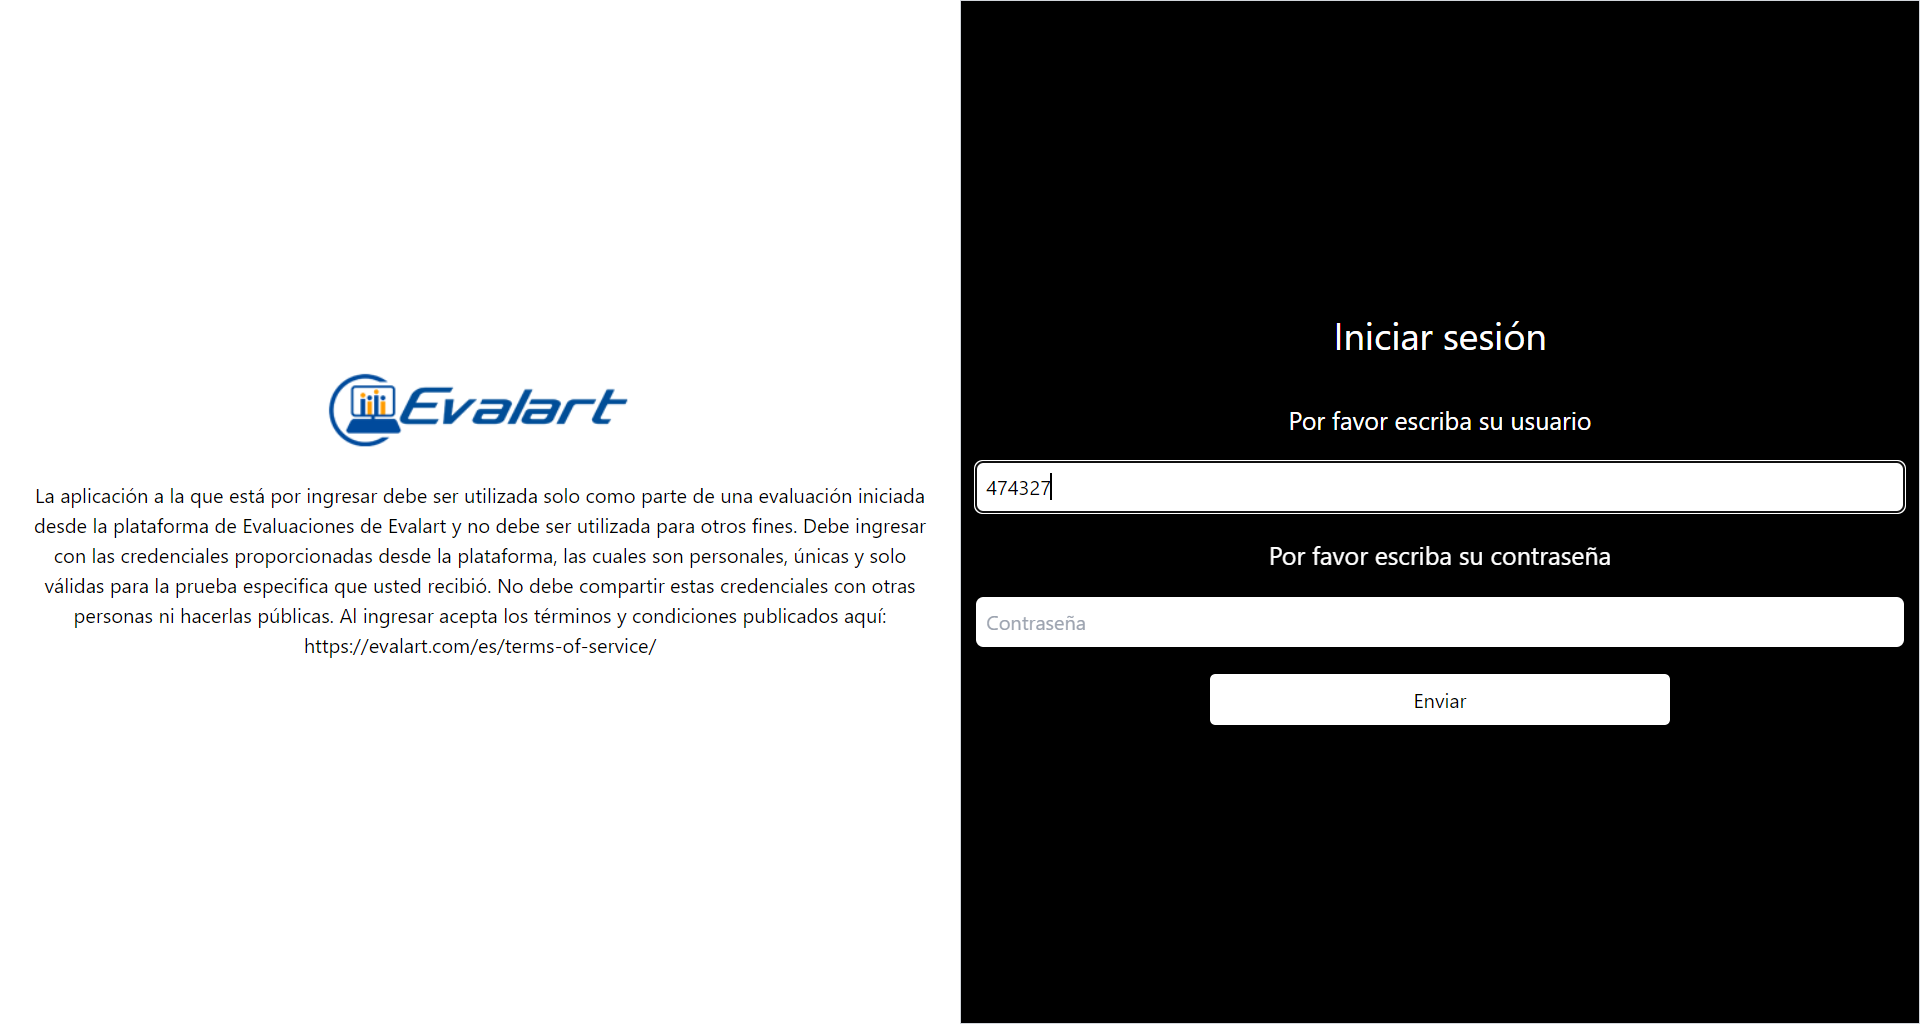 Evalart
La aplicación a la que está por ingresar debe ser utilizada solo como parte de una evaluación iniciada
desde la plataforma de Evaluaciones de Evalart y no debe ser utilizada para otros fines. Debe ingresar
con las credenciales proporcionadas desde la plataforma, las cuales son personales, únicas y solo
válidas para la prueba especifica que usted recibió. No debe compartir estas credenciales con otras
personas ni hacerlas públicas. Al ingresar acepta los términos y condiciones publicados aquí:
https://evalart.com/es/terms-of-service/
Iniciar sesión
Por favor escriba su usuario
474327
Por favor escriba su contraseña
Contraseña
Enviar